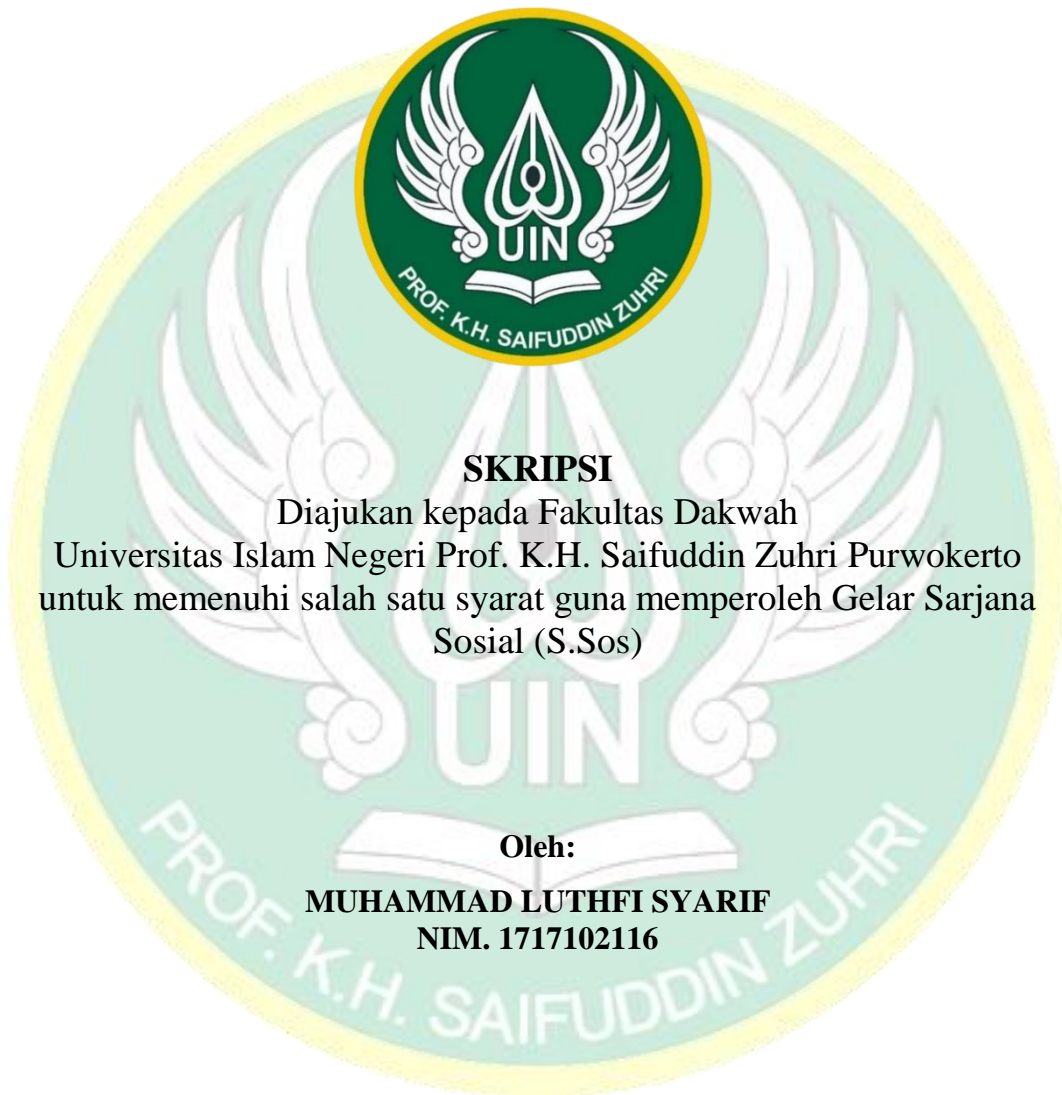 UIN
PROF. K.H. SAIFUDDIN ZUHRI
SKRIPSI
Diajukan kepada Fakultas Dakwah
Universitas Islam Negeri Prof. K.H. Saifuddin Zuhri Purwokerto
untuk memenuhi salah satu syarat guna memperoleh Gelar Sarjana
Sosial (S.Sos)
UIN
Oleh:
MUHAMMAD LUTHFI SYARIF
NIM. 1717102116
PROF. K.H. SAIFUDDIN ZUHRI